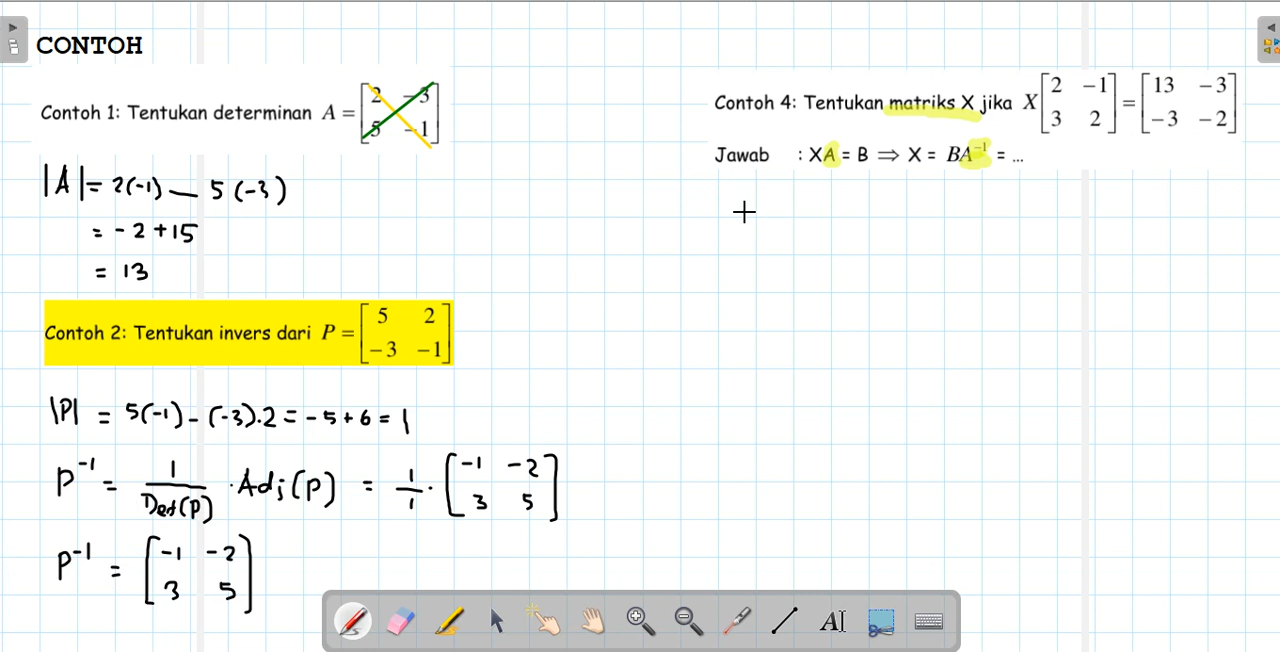 CONTOH
Contoh 1: Tentukan determinan A = [2 -3
5 -1]
|A| = 2(-1) — 5(-3)
= -2 + 15
= 13
Contoh 2: Tentukan invers dari P = [5 2
-3 -1]
|P| = 5(-1) - (-3).2 = -5 + 6 = 1
P⁻¹ = 1/Det(P) . Adj(P) = 1/1 . [-1 -2
3 5]
P⁻¹ = [-1 -2
3 5]
Contoh 4: Tentukan matriks X jika X [2 -1 = [13 -3
3 2] -3 -2]
Jawab : XA = B ⇒ X = BA⁻¹ = ...
AI